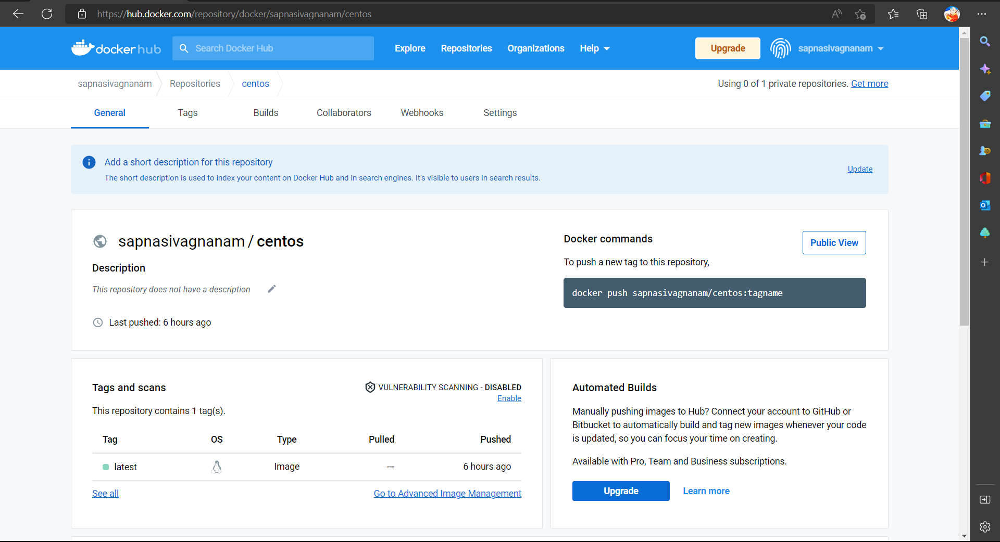 https://hub.docker.com/repository/docker/sapnasivagnanam/centos
docker hub
Search Docker Hub
Explore
Repositories
Organizations
Help
Upgrade
sapnasivagnanam
sapnasivagnanam
Repositories
centos
Using 0 of 1 private repositories. Get more
General
Tags
Builds
Collaborators
Webhooks
Settings
Add a short description for this repository
The short description is used to index your content on Docker Hub and in search engines. It's visible to users in search results.
Update
sapnasivagnanam / centos
Description
This repository does not have a description
Last pushed: 6 hours ago
Docker commands
Public View
To push a new tag to this repository,
docker push sapnasivagnanam/centos:tagname
Tags and scans
VULNERABILITY SCANNING - DISABLED
Enable
This repository contains 1 tag(s).
Tag OS Type Pulled Pushed
latest Image --- 6 hours ago
See all
Go to Advanced Image Management
Automated Builds
Manually pushing images to Hub? Connect your account to GitHub or
Bitbucket to automatically build and tag new images whenever your code
is updated, so you can focus your time on creating.
Available with Pro, Team and Business subscriptions.
Upgrade
Learn more